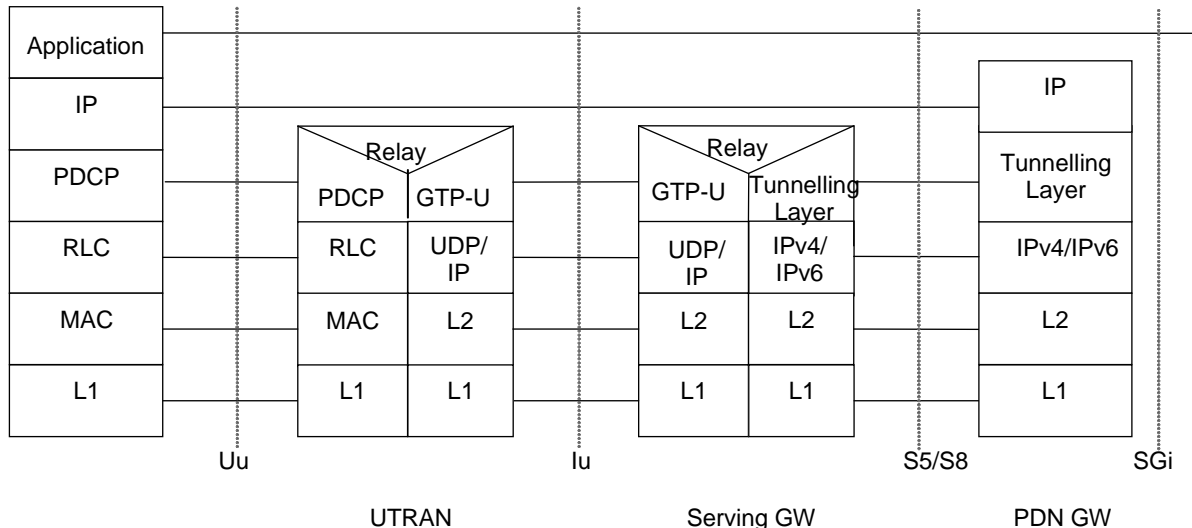 Application
IP
PDCP
RLC
MAC
L1
Relay
PDCP
GTP-U
RLC
UDP/
IP
MAC
L2
L1
L1
Relay
GTP-U
Tunnelling
Layer
UDP/
IP
IPv4/
IPv6
L2
L2
L1
L1
IP
Tunnelling
Layer
IPv4/IPv6
L2
L1
Uu
Iu
S5/S8
SGi
UTRAN
Serving GW
PDN GW